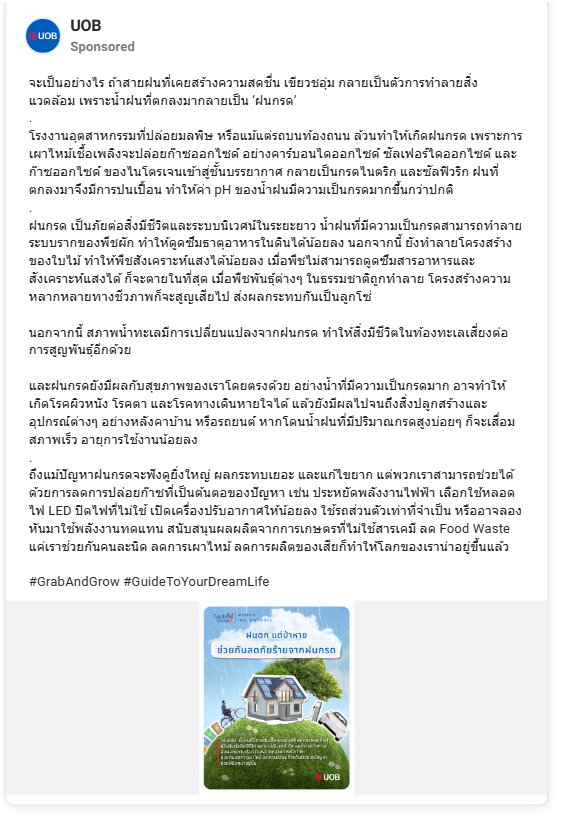 UOB
UOB
Sponsored
จะเป็นอย่างไร ถ้าสายฝนที่เคยสร้างความสดชื่น เขียวชอุ่ม กลายเป็นตัวการทำลายสิ่ง
แวดล้อม เพราะน้ำฝนที่ตกลงมากลายเป็น ‘ฝนกรด’
.
โรงงานอุตสาหกรรมที่ปล่อยมลพิษ หรือแม้แต่รถบนท้องถนน ล้วนทำให้เกิดฝนกรด เพราะการ
เผาไหม้เชื้อเพลิงจะปล่อยก๊าซออกไซด์ อย่างคาร์บอนไดออกไซด์ ซัลเฟอร์ไดออกไซด์ และ
ก๊าซออกไซด์ ของไนโตรเจนเข้าสู่ชั้นบรรยากาศ กลายเป็นกรดไนตริก และซัลฟิวริก ฝนที่
ตกลงมาจึงมีการปนเปื้อน ทำให้ค่า pH ของน้ำฝนมีความเป็นกรดมากขึ้นกว่าปกติ
.
ฝนกรด เป็นภัยต่อสิ่งมีชีวิตและระบบนิเวศน์ในระยะยาว น้ำฝนที่มีความเป็นกรดสามารถทำลาย
ระบบรากของพืชผัก ทำให้ดูดซึมธาตุอาหารในดินได้น้อยลง นอกจากนี้ ยังทำลายโครงสร้าง
ของใบไม้ ทำให้พืชสังเคราะห์แสงได้น้อยลง เมื่อพืชไม่สามารถดูดซึมสารอาหารและ
สังเคราะห์แสงได้ ก็จะตายในที่สุด เมื่อพืชพันธุ์ต่างๆ ในธรรมชาติถูกทำลาย โครงสร้างความ
หลากหลายทางชีวภาพก็จะสูญเสียไป ส่งผลกระทบกันเป็นลูกโซ่
นอกจากนี้ สภาพน้ำทะเลมีการเปลี่ยนแปลงจากฝนกรด ทำให้สิ่งมีชีวิตในท้องทะเลเสี่ยงต่อ
การสูญพันธุ์อีกด้วย
และฝนกรดยังมีผลกับสุขภาพของเราโดยตรงด้วย อย่างน้ำที่มีความเป็นกรดมาก อาจทำให้
เกิดโรคผิวหนัง โรคตา และโรคทางเดินหายใจได้ แล้วยังมีผลไปจนถึงสิ่งปลูกสร้างและ
อุปกรณ์ต่างๆ อย่างหลังคาบ้าน หรือรถยนต์ หากโดนน้ำฝนที่มีปริมาณกรดสูงบ่อยๆ ก็จะเสื่อม
สภาพเร็ว อายุการใช้งานน้อยลง
.
ถึงแม้ปัญหาฝนกรดจะฟังดูยิ่งใหญ่ ผลกระทบเยอะ และแก้ไขยาก แต่พวกเราสามารถช่วยได้
ด้วยการลดการปล่อยก๊าซที่เป็นต้นตอของปัญหา เช่น ประหยัดพลังงานไฟฟ้า เลือกใช้หลอด
ไฟ LED ปิดไฟที่ไม่ใช้ เปิดเครื่องปรับอากาศให้น้อยลง ใช้รถส่วนตัวเท่าที่จำเป็น หรืออาจลอง
หันมาใช้พลังงานทดแทน สนับสนุนผลผลิตจากการเกษตรที่ไม่ใช้สารเคมี ลด Food Waste
แค่เราช่วยกันคนละนิด ลดการเผาไหม้ ลดการผลิตของเสียก็ทำให้โลกของเราน่าอยู่ขึ้นแล้ว
#GrabAndGrow #GuideToYourDreamLife
ฝนตก แต่ป่าหาย
ช่วยกันลดภัยร้ายจากฝนกรด
UOB